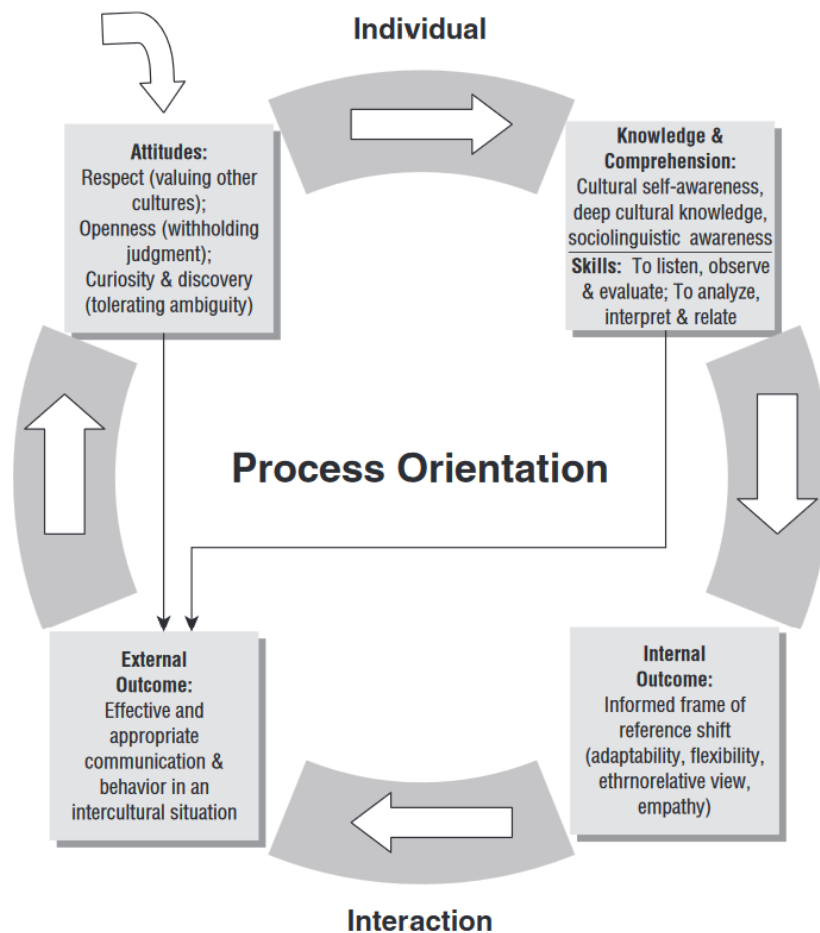 Individual
Attitudes:
Respect (valuing other
cultures);
Openness (withholding
judgment);
Curiosity & discovery
(tolerating ambiguity)
Knowledge &
Comprehension:
Cultural self-awareness,
deep cultural knowledge,
sociolinguistic awareness
Skills: To listen, observe
& evaluate; To analyze,
interpret & relate
Process Orientation
External
Outcome:
Effective and
appropriate
communication &
behavior in an
intercultural situation
Internal
Outcome:
Informed frame of
reference shift
(adaptability, flexibility,
ethrnorelative view,
empathy)
Interaction